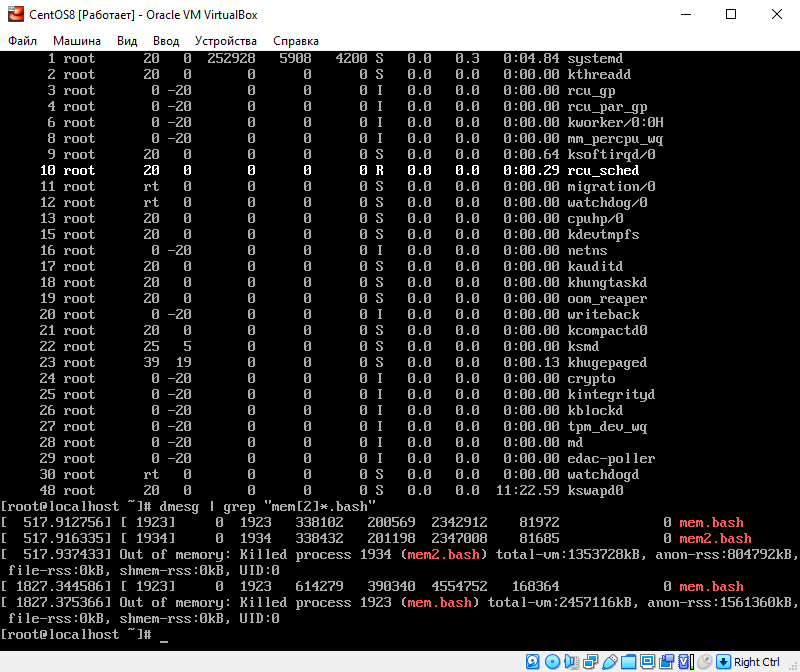 CentOS8 [Работает] - Oracle VM VirtualBox
Файл Машина Вид Ввод Устройства Справка
1 root 20 0 252928 5908 4200 S 0.0 0.3 0:04.84 systemd
2 root 20 0 0 0 0 S 0.0 0.0 0:00.00 kthreadd
3 root 0 -20 0 0 0 I 0.0 0.0 0:00.00 rcu_gp
4 root 0 -20 0 0 0 I 0.0 0.0 0:00.00 rcu_par_gp
6 root 0 -20 0 0 0 I 0.0 0.0 0:00.00 kworker/0:0H
8 root 0 -20 0 0 0 I 0.0 0.0 0:00.00 mm_percpu_wq
9 root 20 0 0 0 0 S 0.0 0.0 0:00.64 ksoftirqd/0
10 root 20 0 0 0 0 R 0.0 0.0 0:00.29 rcu_sched
11 root rt 0 0 0 0 S 0.0 0.0 0:00.00 migration/0
12 root rt 0 0 0 0 S 0.0 0.0 0:00.00 watchdog/0
13 root 20 0 0 0 0 S 0.0 0.0 0:00.00 cpuhp/0
15 root 20 0 0 0 0 S 0.0 0.0 0:00.00 kdevtmpfs
16 root 0 -20 0 0 0 I 0.0 0.0 0:00.00 netns
17 root 20 0 0 0 0 S 0.0 0.0 0:00.00 kauditd
18 root 20 0 0 0 0 S 0.0 0.0 0:00.00 khungtaskd
19 root 20 0 0 0 0 S 0.0 0.0 0:00.00 oom_reaper
20 root 0 -20 0 0 0 I 0.0 0.0 0:00.00 writeback
21 root 20 0 0 0 0 S 0.0 0.0 0:00.00 kcompactd0
22 root 25 5 0 0 0 S 0.0 0.0 0:00.00 ksmd
23 root 39 19 0 0 0 S 0.0 0.0 0:00.13 khugepaged
24 root 0 -20 0 0 0 I 0.0 0.0 0:00.00 crypto
25 root 0 -20 0 0 0 I 0.0 0.0 0:00.00 kintegrityd
26 root 0 -20 0 0 0 I 0.0 0.0 0:00.00 kblockd
27 root 0 -20 0 0 0 I 0.0 0.0 0:00.00 tpm_dev_wq
28 root 0 -20 0 0 0 I 0.0 0.0 0:00.00 md
29 root 0 -20 0 0 0 I 0.0 0.0 0:00.00 edac-poller
30 root rt 0 0 0 0 S 0.0 0.0 0:00.00 watchdogd
48 root 20 0 0 0 0 S 0.0 0.0 11:22.59 kswapd0
[root@localhost ~]# dmesg | grep "mem[2]*.bash"
[ 517.912756] [ 1923] 0 1923 338102 200569 2342912 81972 0 mem.bash
[ 517.916335] [ 1934] 0 1934 338432 201198 2347008 81685 0 mem2.bash
[ 517.937433] Out of memory: Killed process 1934 (mem2.bash) total-vm:1353728kB, anon-rss:804792kB,
file-rss:0kB, shmem-rss:0kB, UID:0
[ 1827.344586] [ 1923] 0 1923 614279 390340 4554752 168364 0 mem.bash
[ 1827.375366] Out of memory: Killed process 1923 (mem.bash) total-vm:2457116kB, anon-rss:1561360kB,
file-rss:0kB, shmem-rss:0kB, UID:0
[root@localhost ~]# _
Right Ctrl